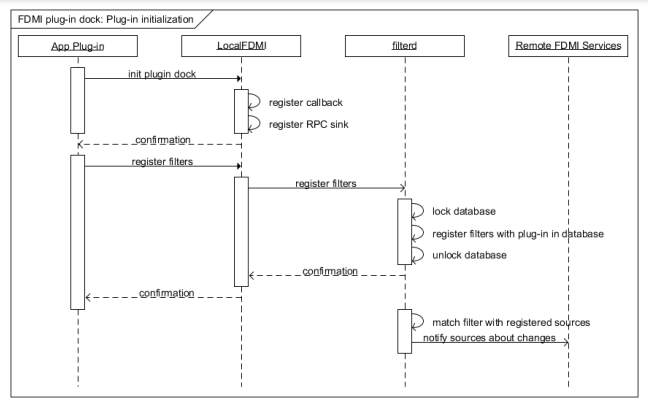 FDMI plug-in dock: Plug-in initialization
App Plug-in
LocalFDMI
filterd
Remote FDMI Services
init plugin dock
register callback
register RPC sink
confirmation
register filters
register filters
lock database
register filters with plug-in in database
unlock database
confirmation
confirmation
match filter with registered sources
notify sources about changes